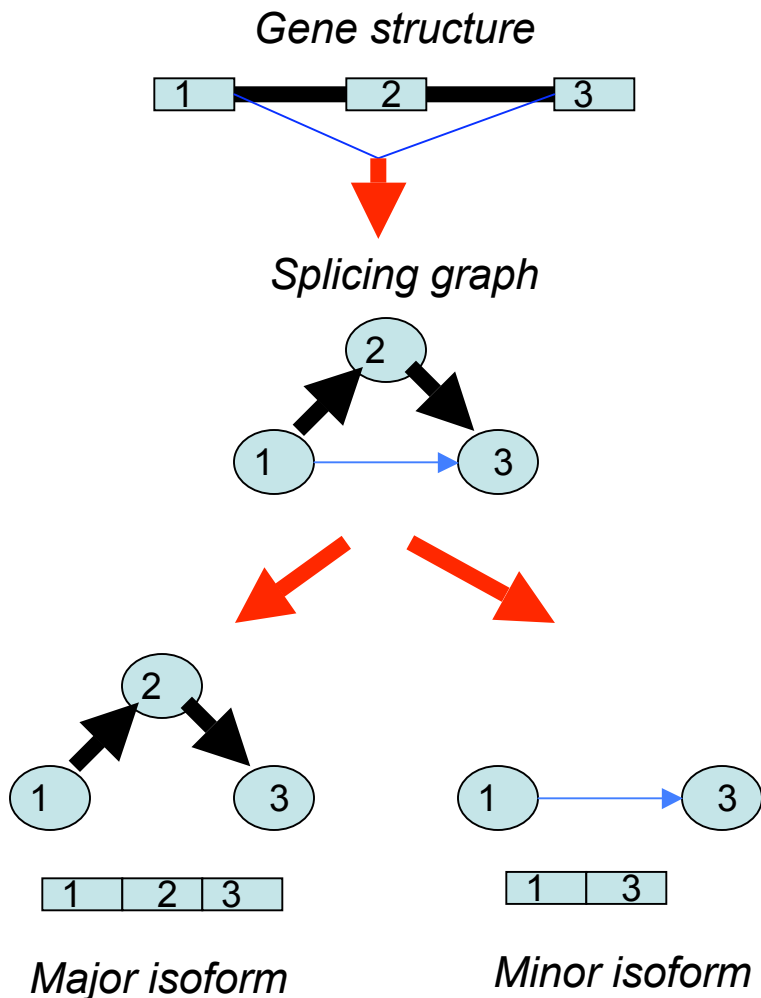 Gene structure
1 2 3
Splicing graph
2
1 3
2
1 3
1 3
1 2 3
1 3
Major isoform
Minor isoform